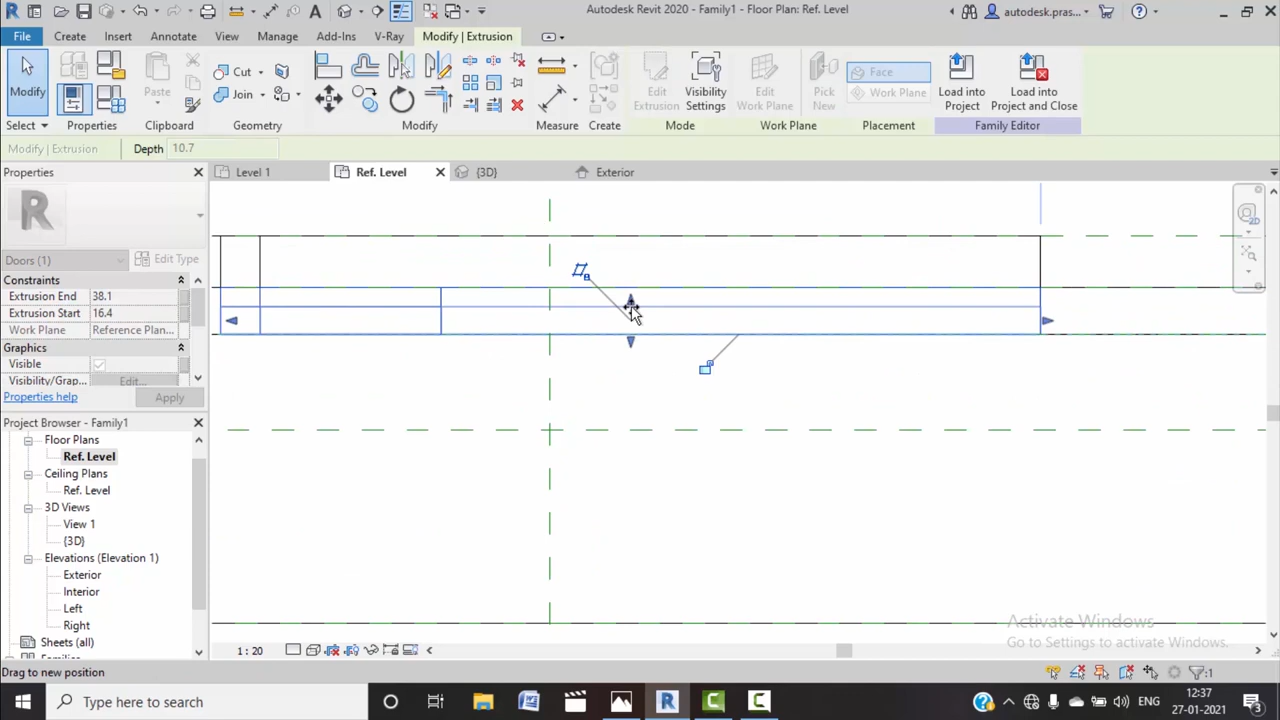 Autodesk Revit 2020 - Family1 - Floor Plan: Ref. Level
autodesk.pras...
File
Create
Insert
Annotate
View
Manage
Add-Ins
V-Ray
Modify | Extrusion
Modify
Paste
Cut
Join
Edit
Extrusion
Visibility
Settings
Edit
Work Plane
Pick
New
Face
Work Plane
Load into
Project
Load into
Project and Close
Select
Properties
Clipboard
Geometry
Modify
Measure
Create
Mode
Work Plane
Placement
Family Editor
Modify | Extrusion
Depth
10.7
Properties
Level 1
Ref. Level
{3D}
Exterior
2D
R
Doors (1)
Edit Type
Constraints
Extrusion End
38.1
Extrusion Start
16.4
Work Plane
Reference Plan...
Graphics
Visible
Visibility/Grap...
Edit...
Properties help
Apply
Project Browser - Family1
Floor Plans
Ref. Level
Ceiling Plans
Ref. Level
3D Views
View 1
{3D}
Elevations (Elevation 1)
Exterior
Interior
Left
Right
Sheets (all)
Activate Windows
Go to Settings to activate Windows.
1 : 20
Drag to new position
:1
Type here to search
ENG
12:37
27-01-2021
3